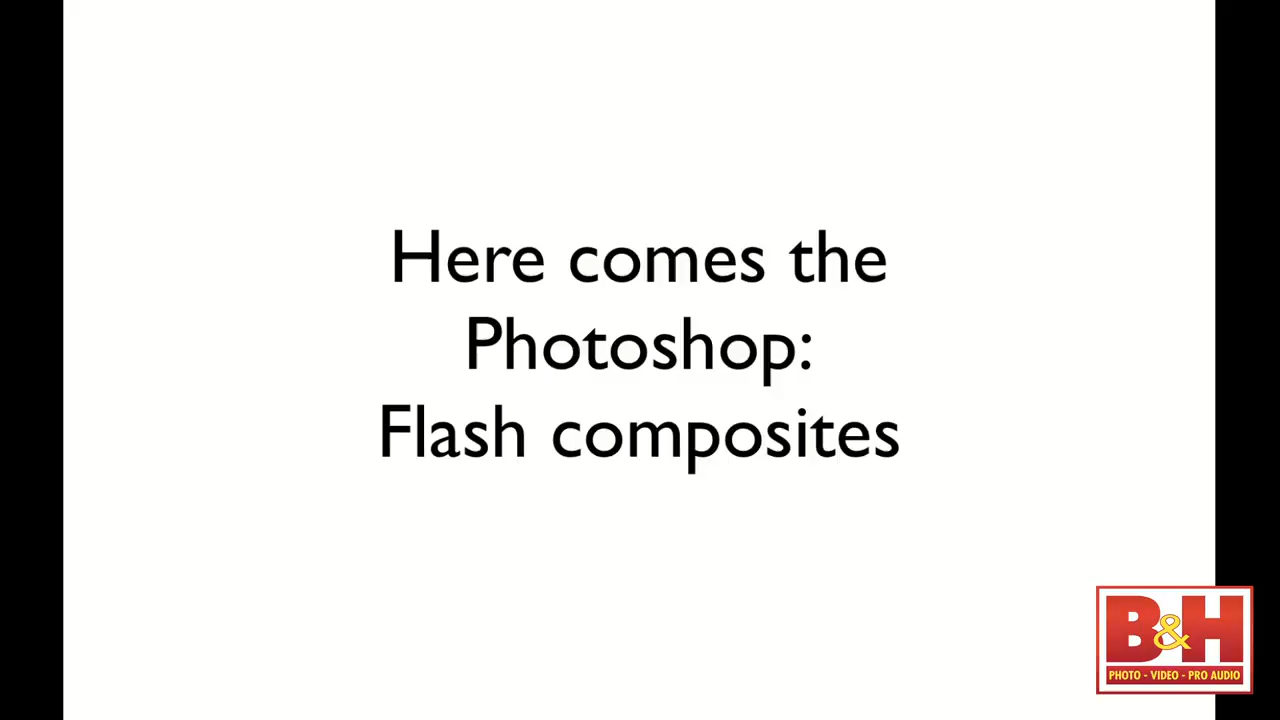 Here comes the
Photoshop:
Flash composites
B&H
PHOTO - VIDEO - PRO AUDIO